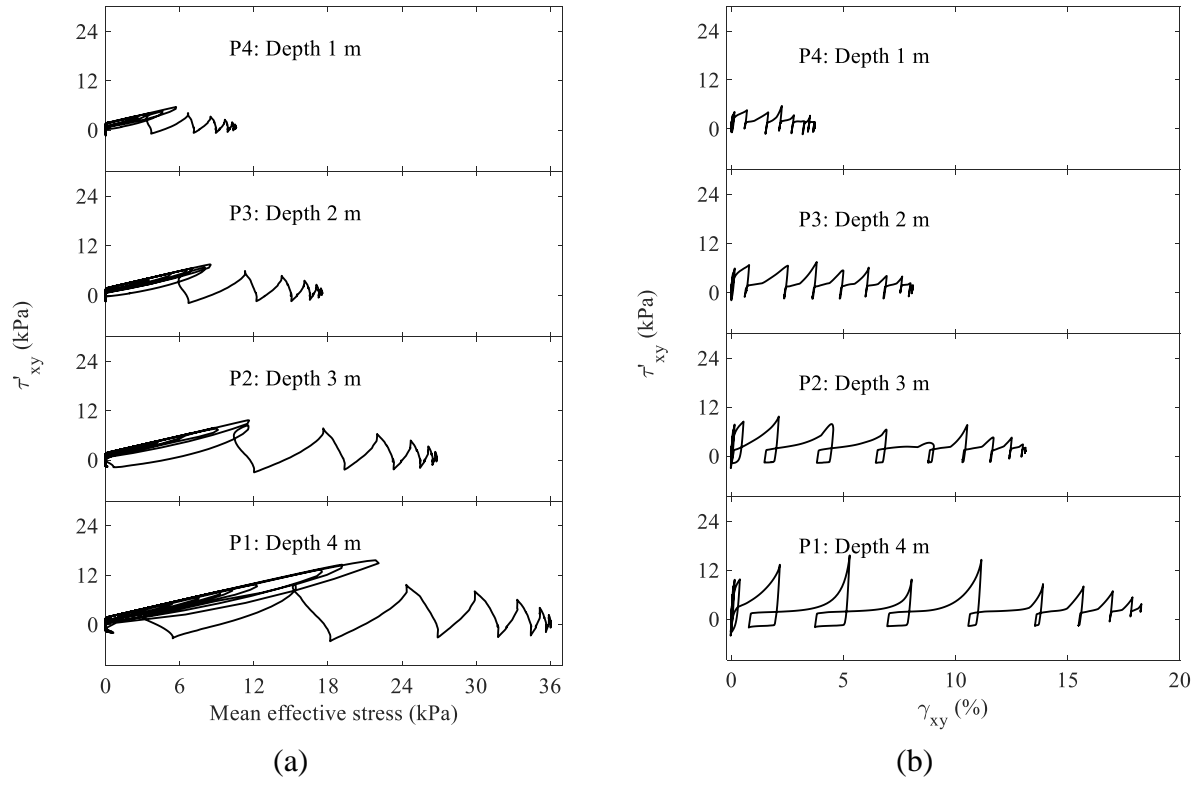 24
12
0
P4: Depth 1 m
24
12
0
P3: Depth 2 m
24
12
0
P2: Depth 3 m
24
12
0
P1: Depth 4 m
0 6 12 18 24 30 36
Mean effective stress (kPa)
τ'xy (kPa)
(a)
24
12
0
P4: Depth 1 m
24
12
0
P3: Depth 2 m
24
12
0
P2: Depth 3 m
24
12
0
P1: Depth 4 m
0 5 10 15 20
γxy (%)
τ'xy (kPa)
(b)